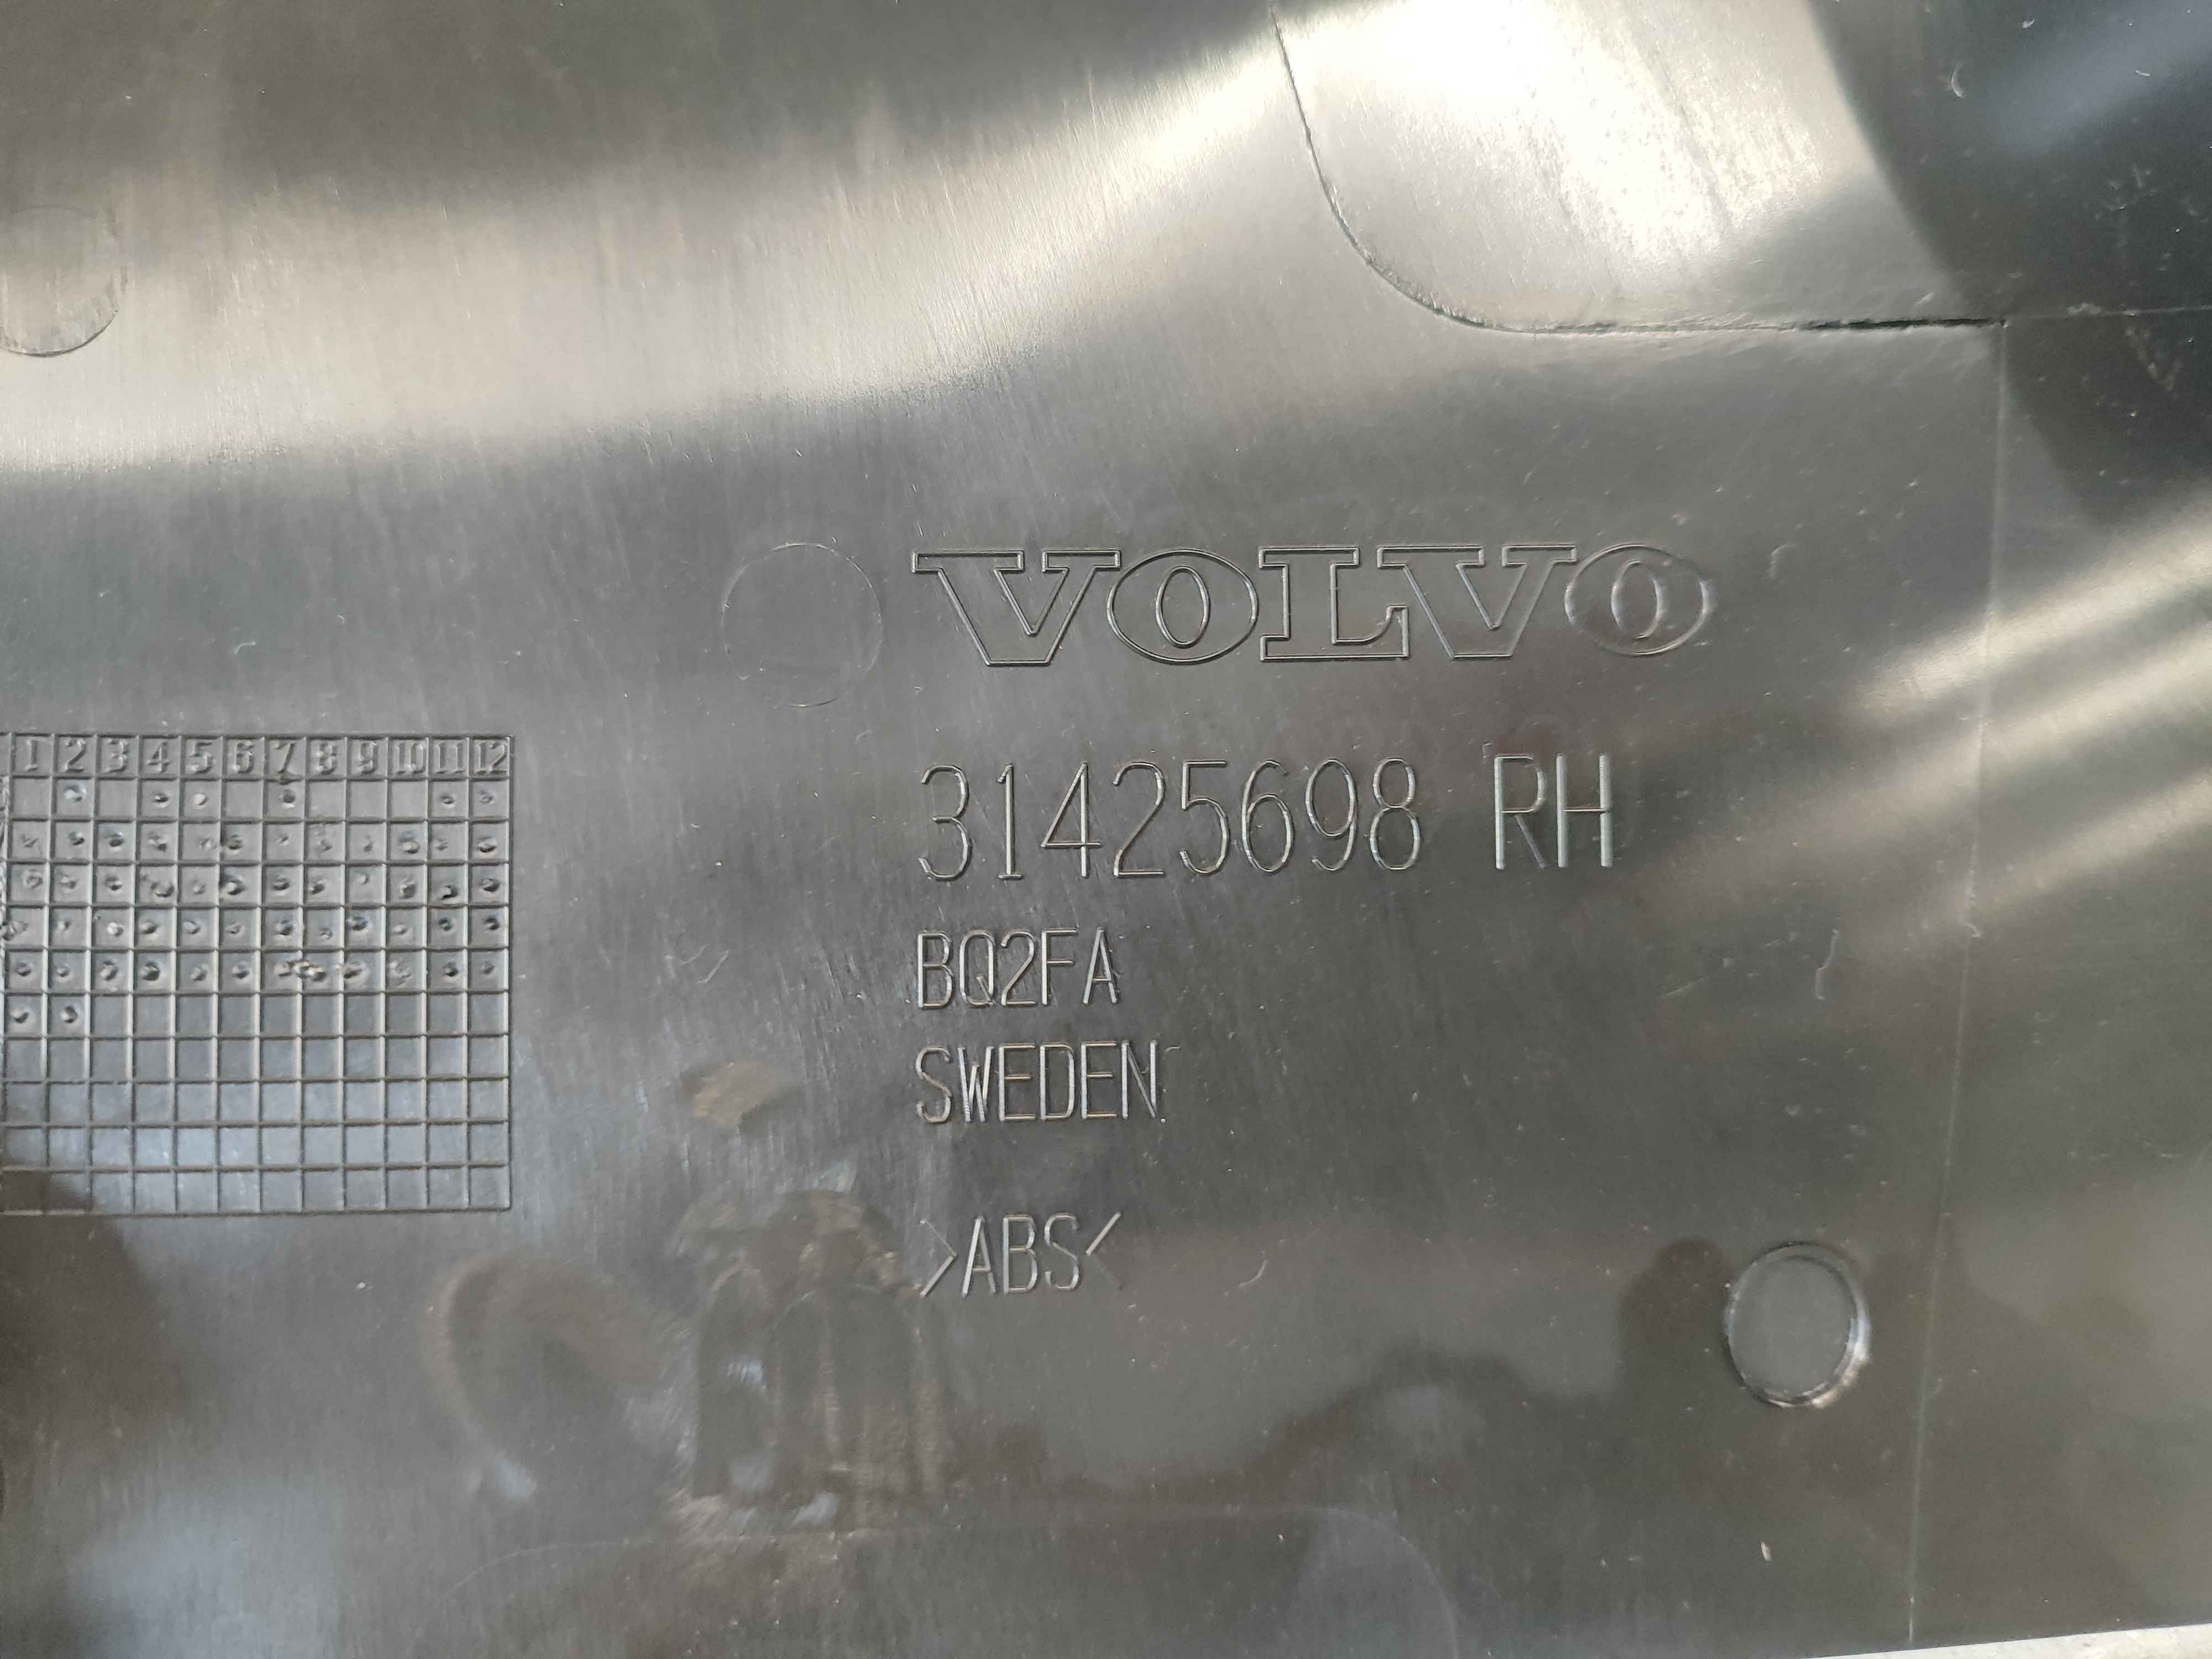 VOLVO
1 2 3 4 5 6 7 8 9 10 11 12
31425698 RH
BQ2FA
SWEDEN
>ABS<